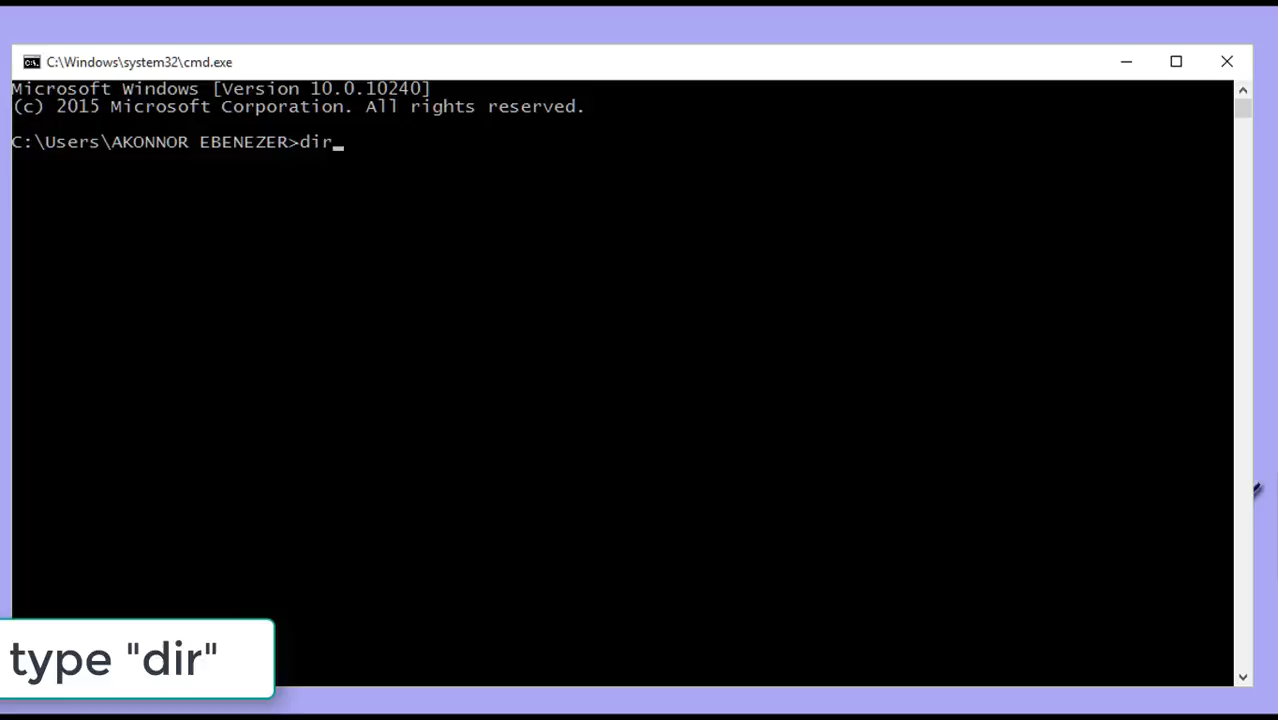 C:\Windows\system32\cmd.exe
Microsoft Windows [Version 10.0.10240]
(c) 2015 Microsoft Corporation. All rights reserved.
C:\Users\AKONNOR EBENEZER>dir_
type "dir"